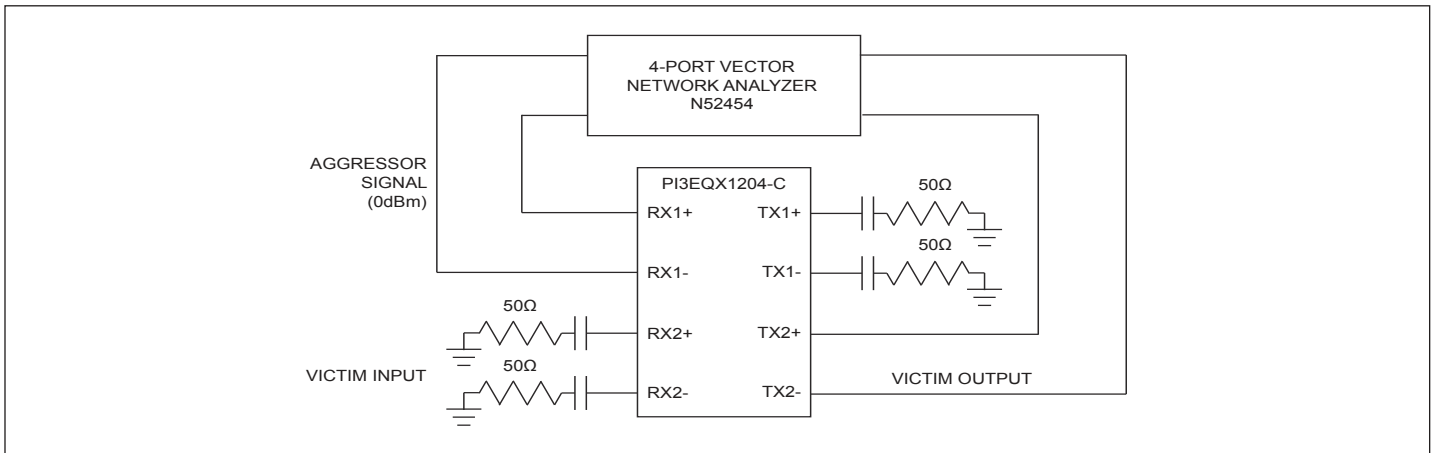 4-PORT VECTOR
NETWORK ANALYZER
N52454
AGGRESSOR
SIGNAL
(0dBm)
PI3EQX1204-C
RX1+
TX1+
50Ω
RX1-
TX1-
50Ω
VICTIM INPUT
50Ω
RX2+
TX2+
50Ω
RX2-
TX2-
VICTIM OUTPUT